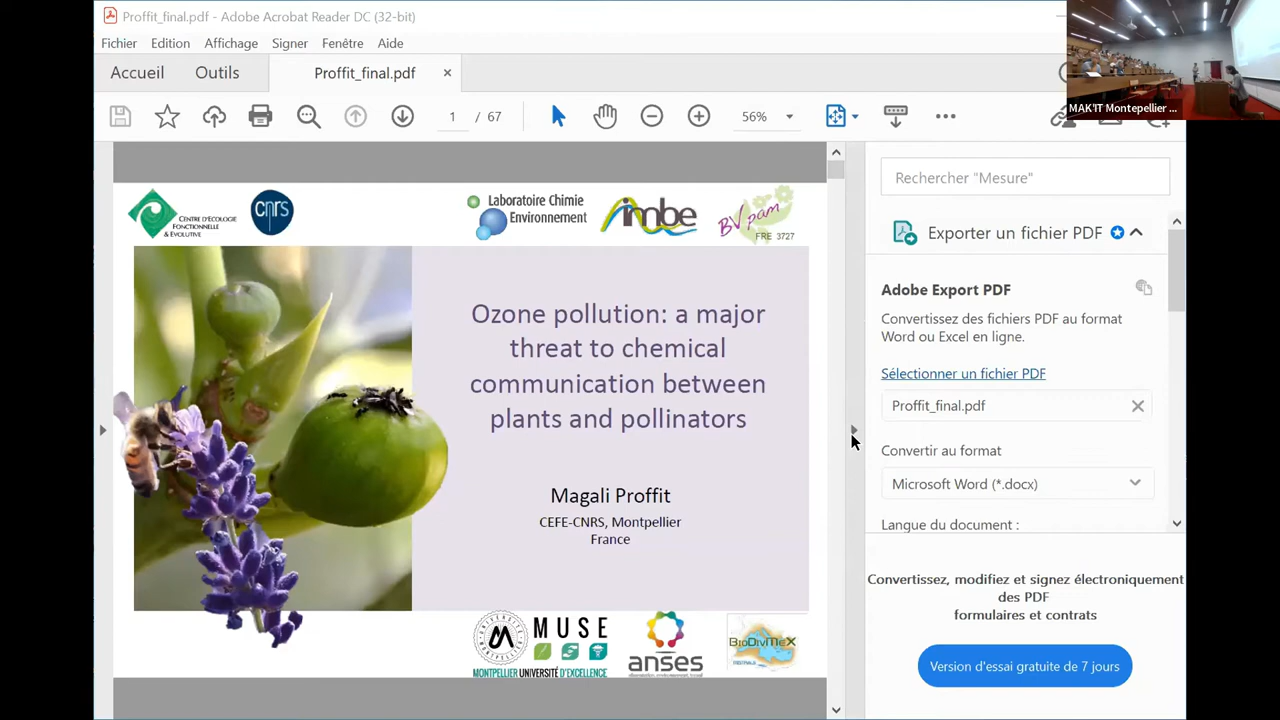 Proffit_final.pdf - Adobe Acrobat Reader DC (32-bit)
Fichier Edition Affichage Signer Fenêtre Aide
Accueil Outils Proffit_final.pdf ×
1 / 67 56%
MAK'IT Montepellier ...
Rechercher "Mesure"
Exporter un fichier PDF
Adobe Export PDF
Convertissez des fichiers PDF au format
Word ou Excel en ligne.
Sélectionner un fichier PDF
Proffit_final.pdf
Convertir au format
Microsoft Word (*.docx)
Langue du document :
Convertissez, modifiez et signez électroniquement
des PDF
formulaires et contrats
Version d'essai gratuite de 7 jours
CENTRE D'ECOLOGIE
FONCTIONNELLE
& EVOLUTIVE
cnrs
Laboratoire Chimie
Environnement
imbe
BVpam
FRE 3727
Ozone pollution: a major
threat to chemical
communication between
plants and pollinators
Magali Proffit
CEFE-CNRS, Montpellier
France
MUSE
MONTPELLIER UNIVERSITÉ D'EXCELLENCE
anses
BIODIVMEX